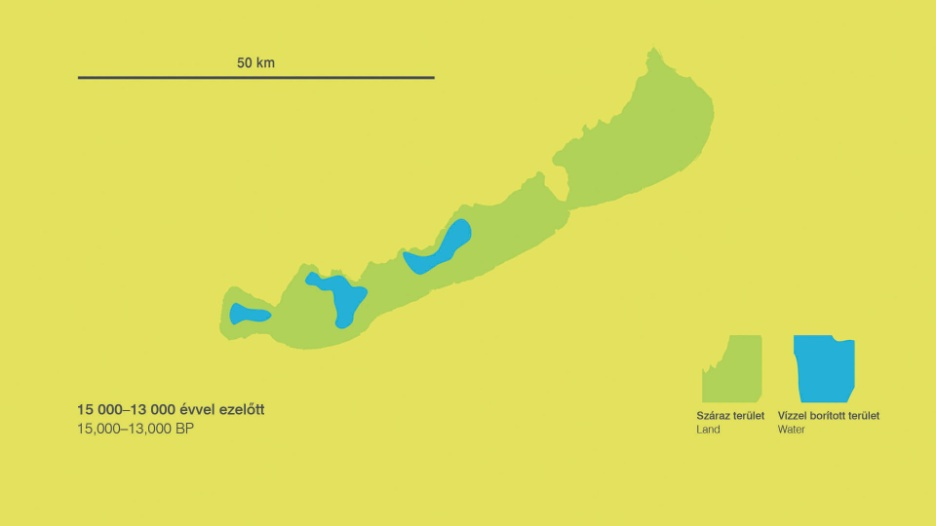 50 km
15 000–13 000 évvel ezelőtt
15,000–13,000 BP
Száraz terület
Land
Vízzel borított terület
Water